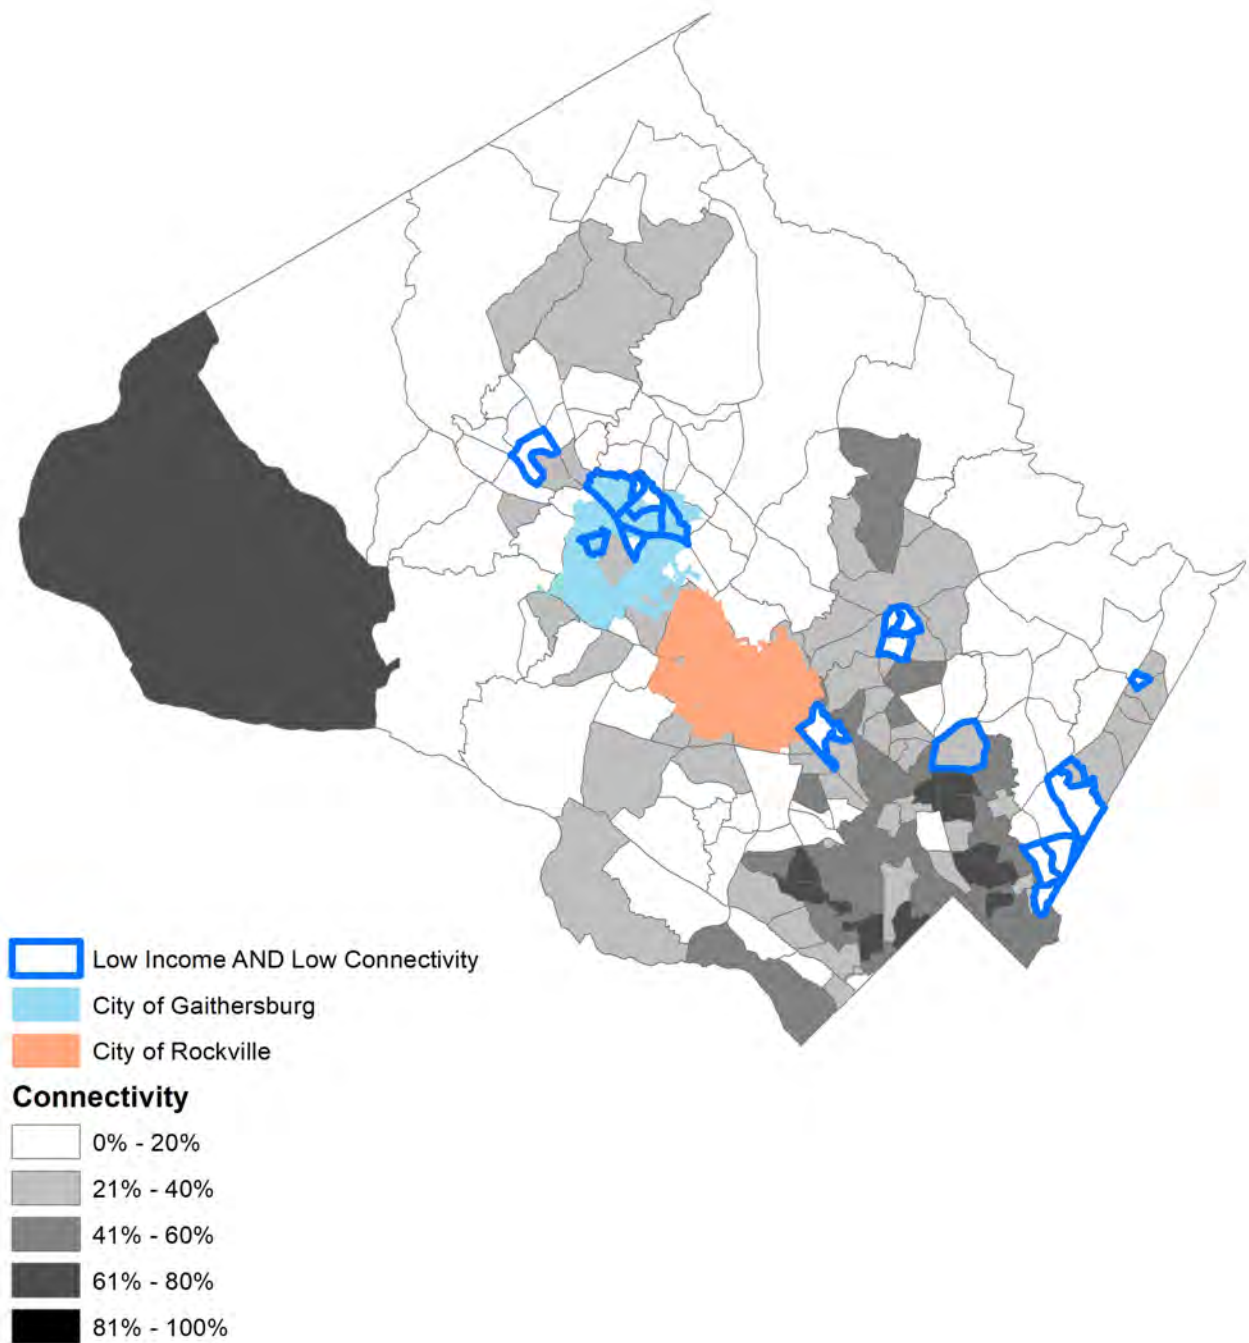 Low Income AND Low Connectivity
City of Gaithersburg
City of Rockville
Connectivity
0% - 20%
21% - 40%
41% - 60%
61% - 80%
81% - 100%